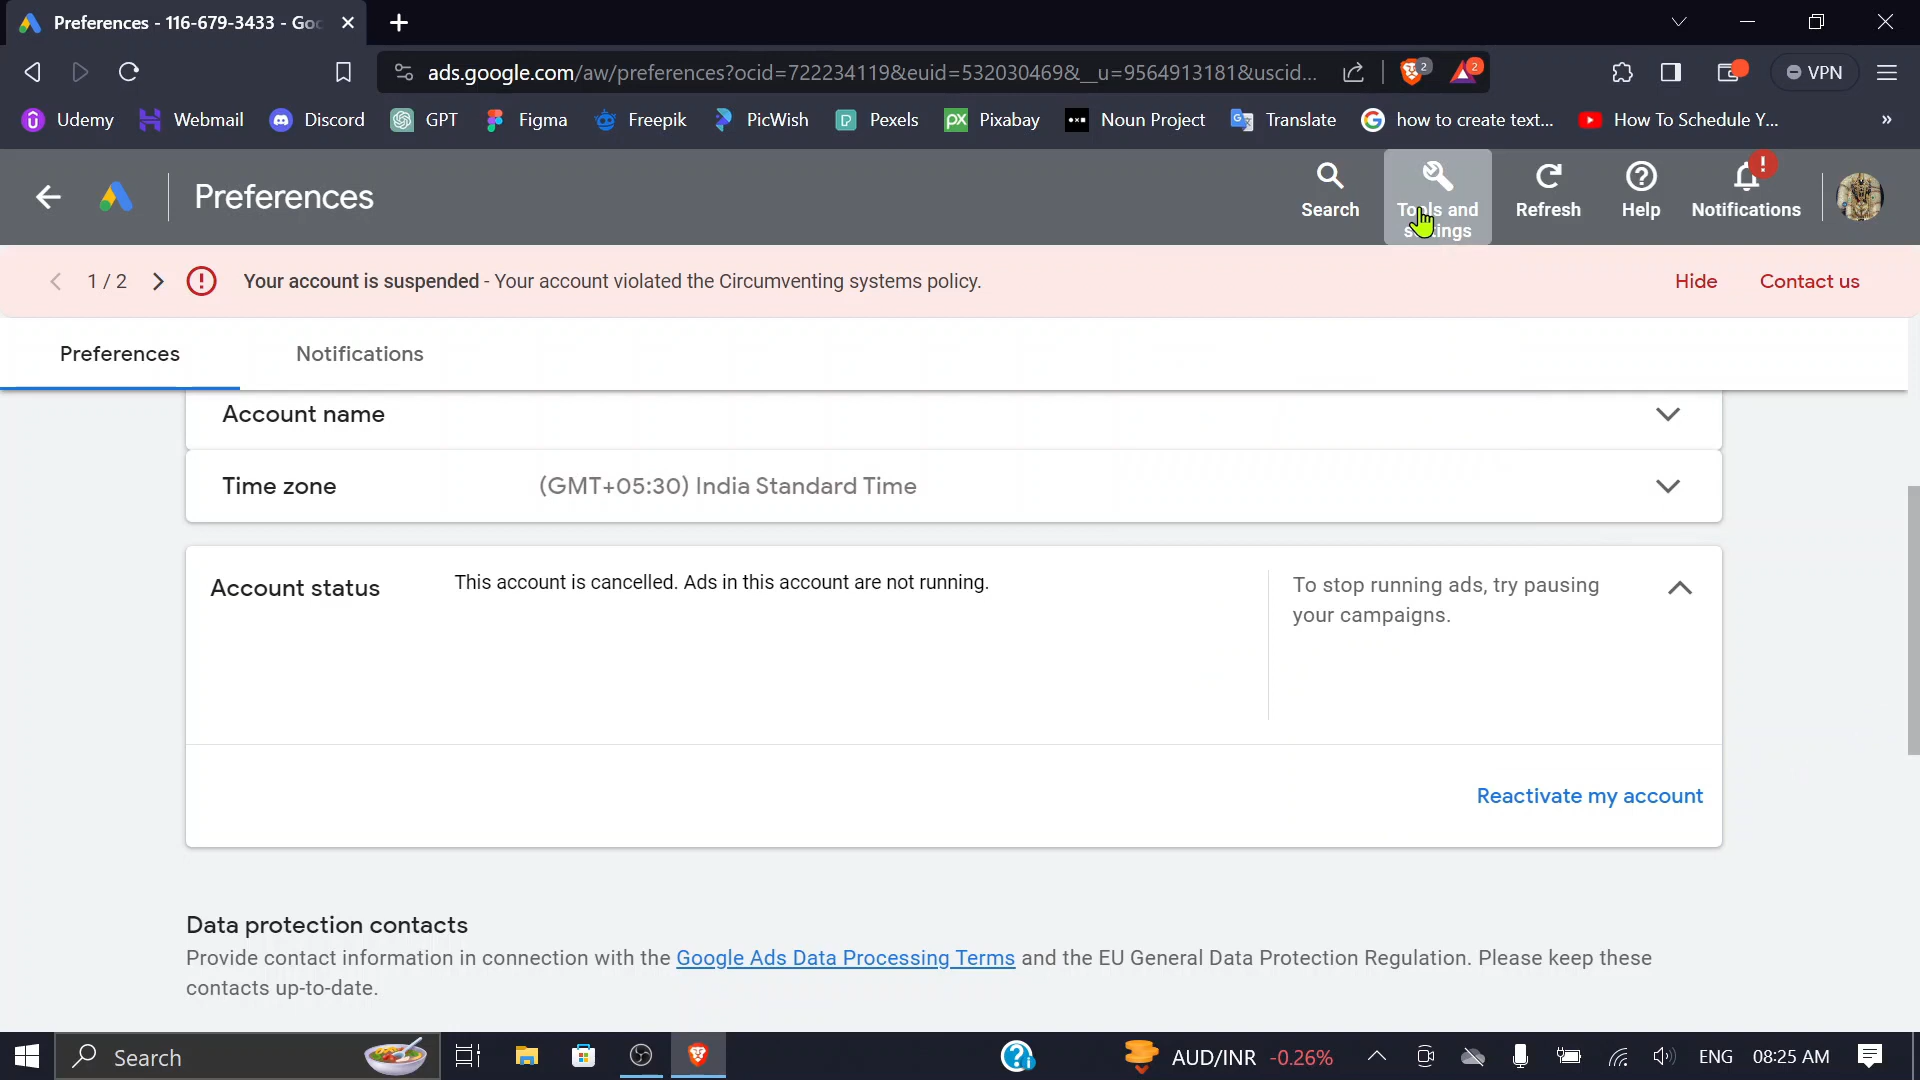 Preferences - 116-679-3433 - Goo
ads.google.com/aw/preferences?ocid=722234119&euid=532030469&__u=9564913181&uscid...
2
2
VPN
Udemy
Webmail
Discord
GPT
Figma
Freepik
PicWish
Pexels
Pixabay
Noun Project
Translate
how to create text...
How To Schedule Y...
»
Preferences
Search
Tools and
settings
Refresh
Help
Notifications
1 / 2
Your account is suspended - Your account violated the Circumventing systems policy.
Hide
Contact us
Preferences
Notifications
Account name
Time zone
(GMT+05:30) India Standard Time
Account status
This account is cancelled. Ads in this account are not running.
To stop running ads, try pausing
your campaigns.
Reactivate my account
Data protection contacts
Provide contact information in connection with the Google Ads Data Processing Terms and the EU General Data Protection Regulation. Please keep these
contacts up-to-date.
Search
AUD/INR -0.26%
ENG
08:25 AM